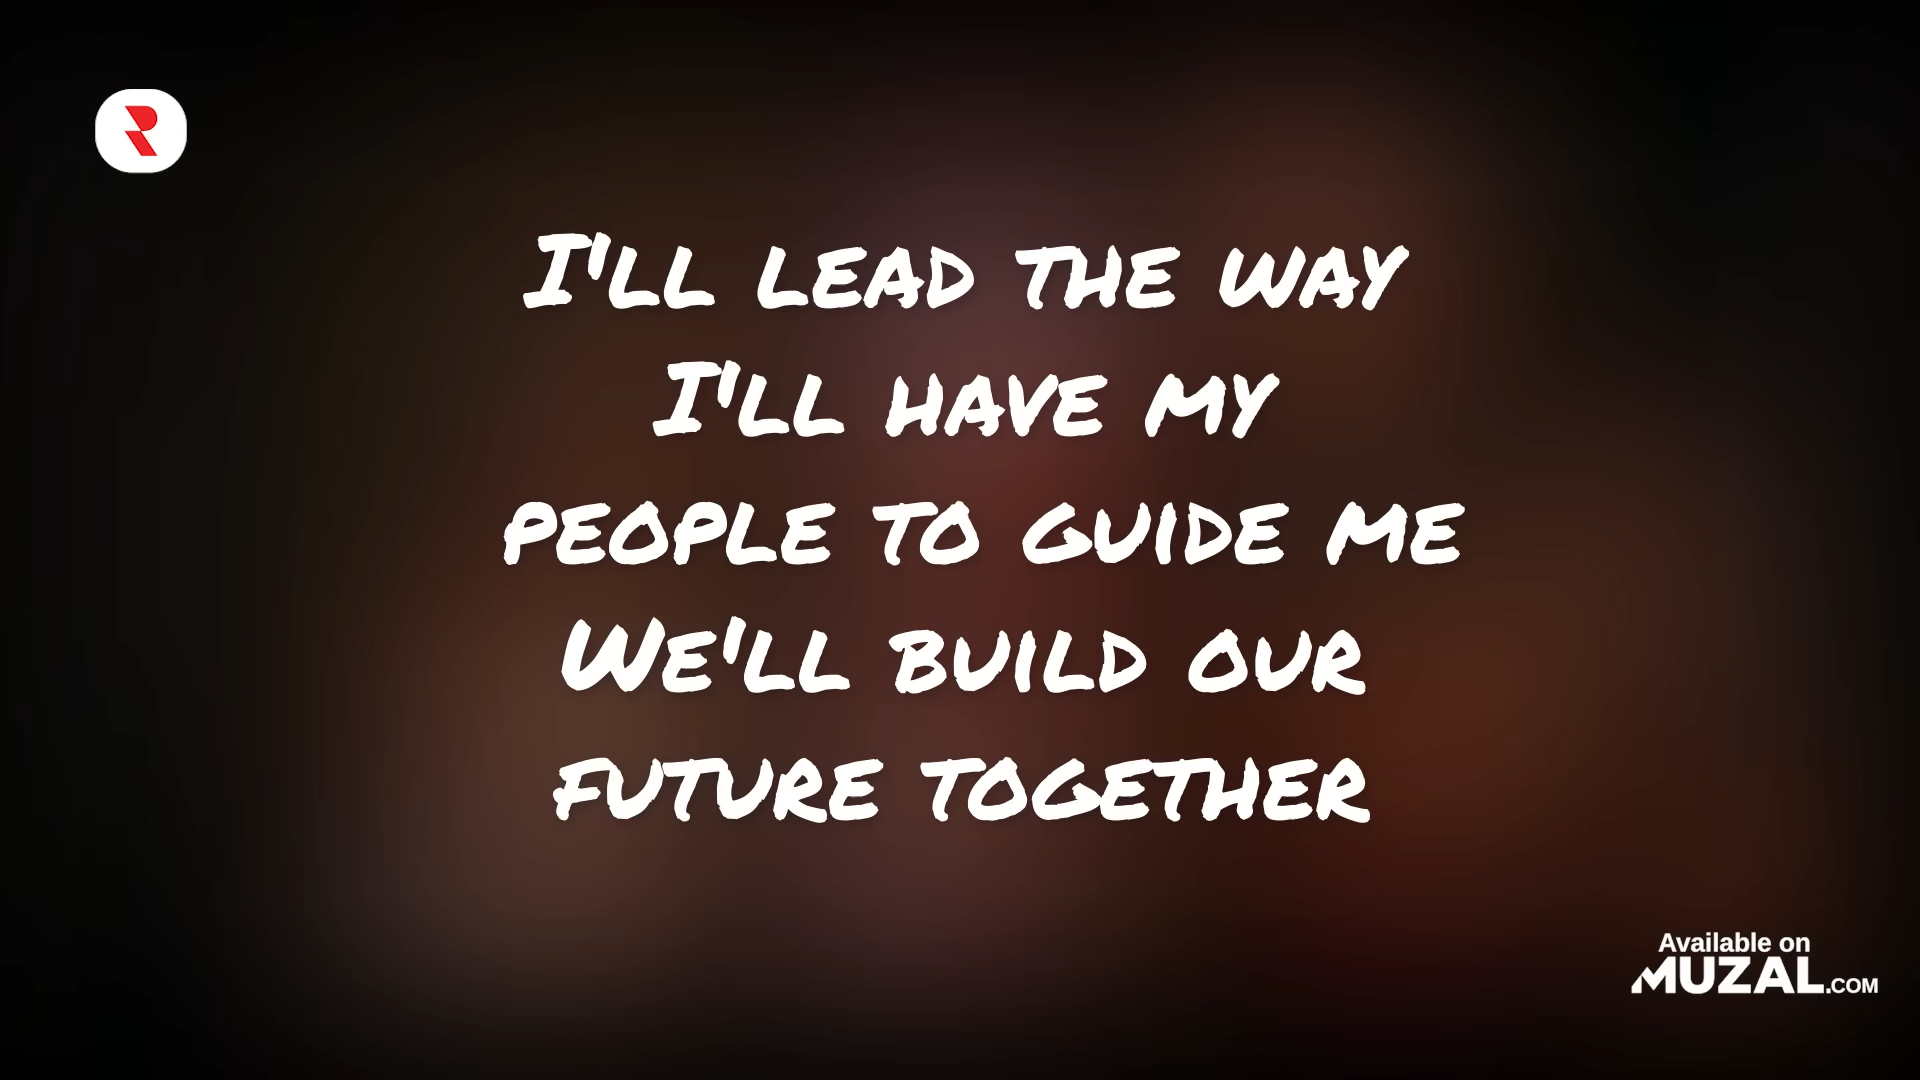 I'll lead the way
I'll have my
people to guide me
We'll build our
future together
Available on
MUZAL.COM